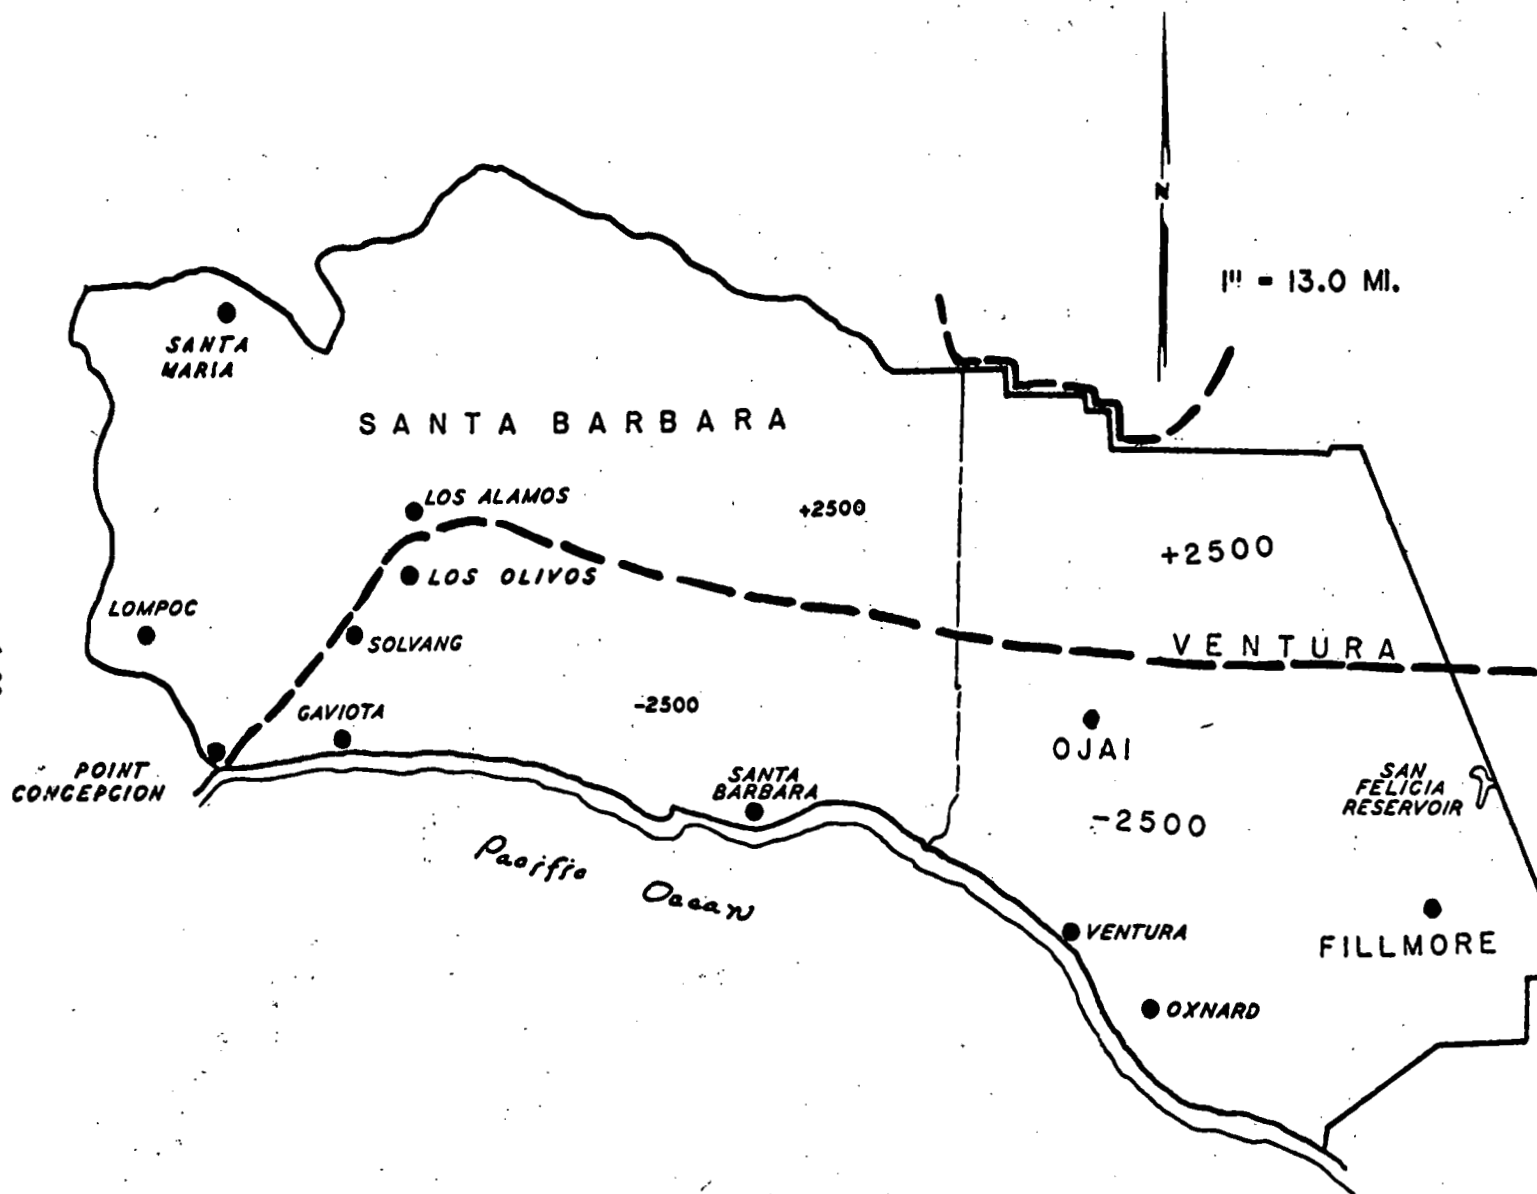 N
1" = 13.0 MI.
SANTA
MARIA
SANTA BARBARA
LOS ALAMOS
+2500
+2500
LOS OLIVOS
LOMPOC
SOLVANG
VENTURA
GAVIOTA
-2500
OJAI
POINT
CONCEPCION
SANTA
BARBARA
SAN
FELICIA
RESERVOIR
-2500
Pacific Ocean
VENTURA
FILLMORE
OXNARD